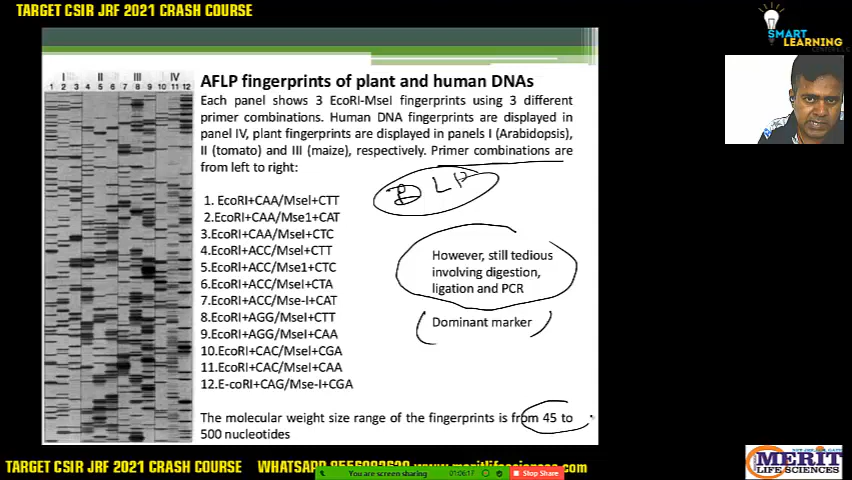 TARGET CSIR JRF 2021 CRASH COURSE
SMART
LEARNING
I II III IV
1 2 3 4 5 6 7 8 9 10 11 12
AFLP fingerprints of plant and human DNAs
Each panel shows 3 EcoRI-MseI fingerprints using 3 different
primer combinations. Human DNA fingerprints are displayed in
panel IV, plant fingerprints are displayed in panels I (Arabidopsis),
II (tomato) and III (maize), respectively. Primer combinations are
from left to right:
LP
1. EcoRI+CAA/MseI+CTT
2.EcoRI+CAA/Mse1+CAT
3.EcoRI+CAA/MseI+CTC
4.EcoRI+ACC/MseI+CTT
5.EcoRI+ACC/Mse1+CTC
6.EcoRI+ACC/MseI+CTA
7.EcoRI+ACC/Mse-I+CAT
8.EcoRI+AGG/MseI+CTT
9.EcoRI+AGG/MseI+CAA
10.EcoRI+CAC/MseI+CGA
11.EcoRI+CAC/MseI+CAA
12.E-coRI+CAG/Mse-I+CGA
However, still tedious
involving digestion,
ligation and PCR
Dominant marker
The molecular weight size range of the fingerprints is from 45 to
500 nucleotides
TARGET CSIR JRF 2021 CRASH COURSE WHATSAPP
You are screen sharing 01:06:17 Stop Share
MERIT
LIFE SCIENCES